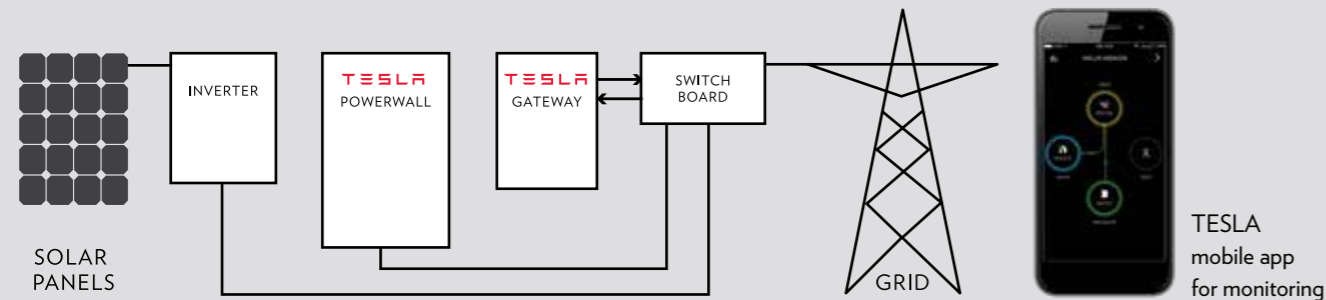 INVERTER
TESLA
POWERWALL
TESLA
GATEWAY
SWITCH
BOARD
SOLAR
PANELS
GRID
TESLA
mobile app
for monitoring